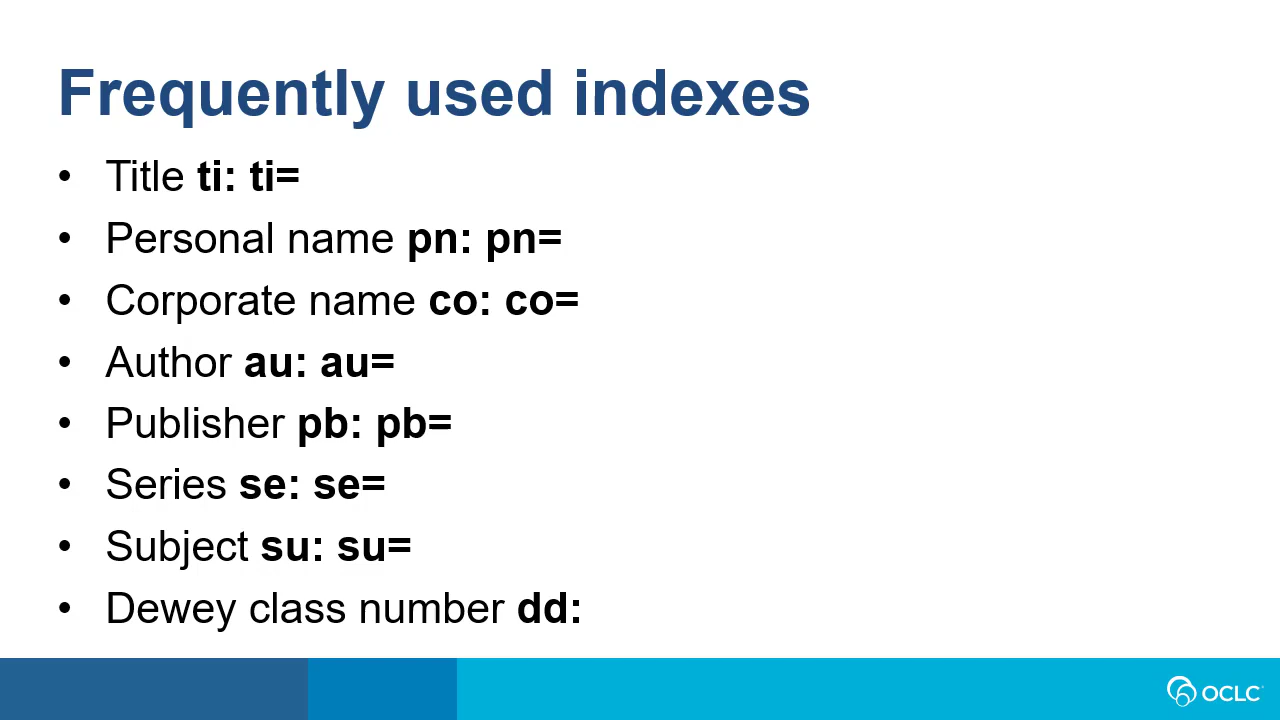 Frequently used indexes
• Title ti: ti=
• Personal name pn: pn=
• Corporate name co: co=
• Author au: au=
• Publisher pb: pb=
• Series se: se=
• Subject su: su=
• Dewey class number dd:
OCLC